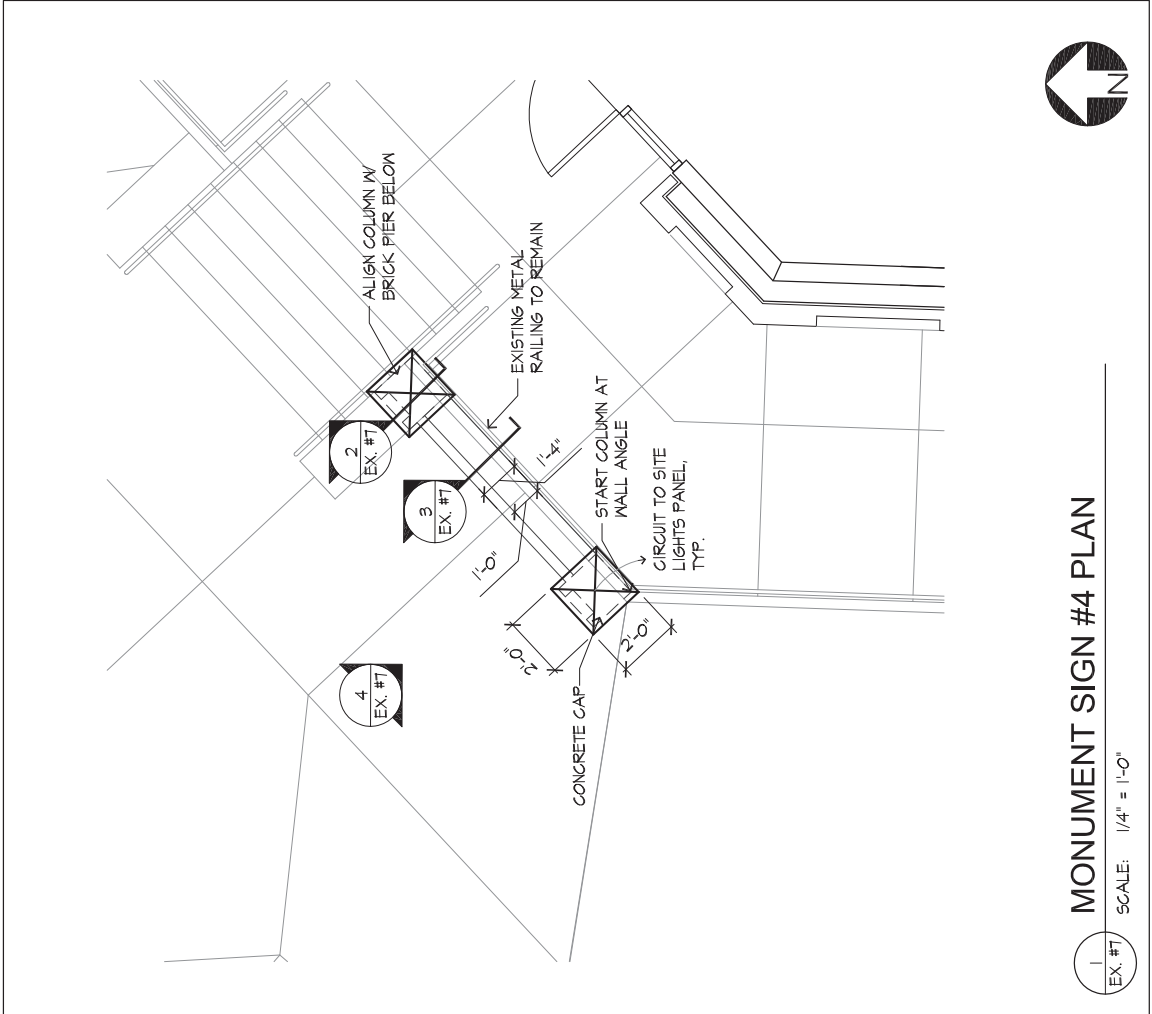 ALIGN COLUMN W/
BRICK PIER BELOW
EXISTING METAL
RAILING TO REMAIN
START COLUMN AT
WALL ANGLE
CIRCUIT TO SITE
LIGHTS PANEL,
TYP.
CONCRETE CAP
2
EX. #7
3
EX. #7
4
EX. #7
1'-4"
1'-0"
2'-0"
2'-0"
N
1
EX. #7
MONUMENT SIGN #4 PLAN
SCALE: 1/4" = 1'-0"